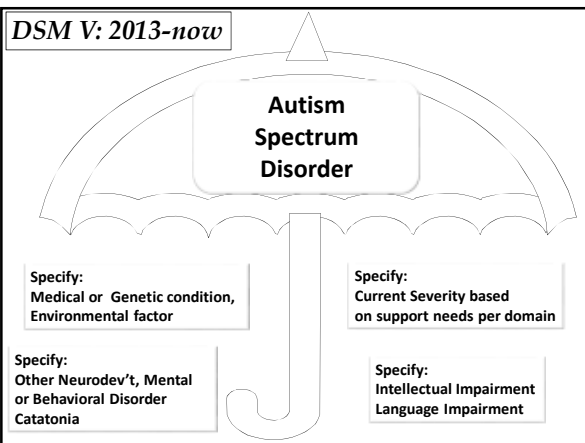 DSM V: 2013-now
Autism
Spectrum
Disorder
Specify:
Medical or Genetic condition,
Environmental factor
Specify:
Current Severity based
on support needs per domain
Specify:
Other Neurodev't, Mental
or Behavioral Disorder
Catatonia
Specify:
Intellectual Impairment
Language Impairment